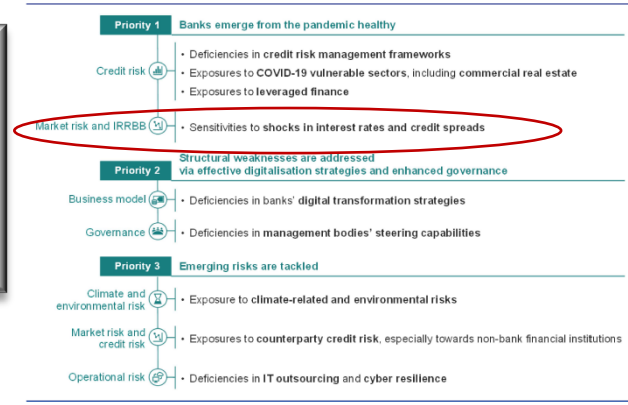 Priority 1 Banks emerge from the pandemic healthy
• Deficiencies in credit risk management frameworks
Credit risk • Exposures to COVID-19 vulnerable sectors, including commercial real estate
• Exposures to leveraged finance
Market risk and IRRBB • Sensitivities to shocks in interest rates and credit spreads
Structural weaknesses are addressed
Priority 2 via effective digitalisation strategies and enhanced governance
Business model • Deficiencies in banks' digital transformation strategies
Governance • Deficiencies in management bodies' steering capabilities
Priority 3 Emerging risks are tackled
Climate and
environmental risk • Exposure to climate-related and environmental risks
Market risk and
credit risk • Exposures to counterparty credit risk, especially towards non-bank financial institutions
Operational risk • Deficiencies in IT outsourcing and cyber resilience